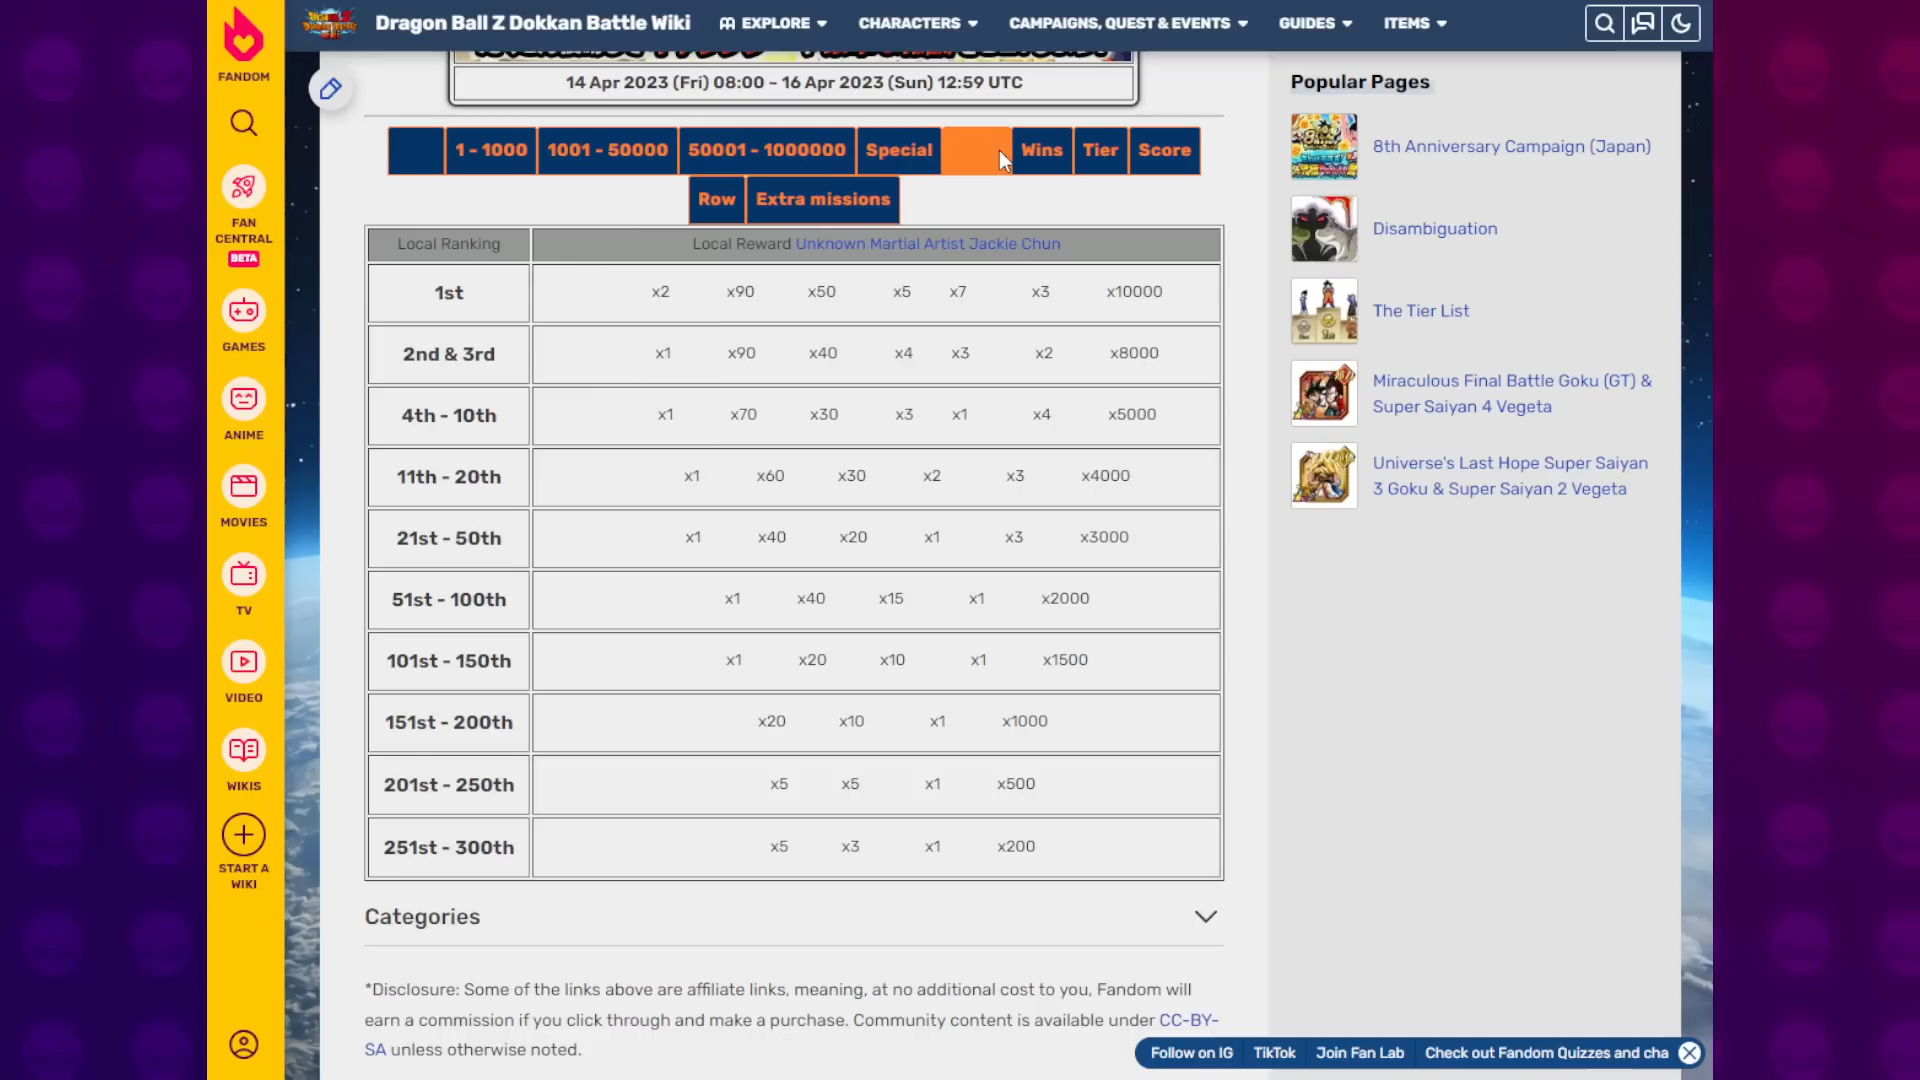 FANDOM
FAN
CENTRAL
BETA
GAMES
ANIME
MOVIES
TV
VIDEO
WIKIS
START A
WIKI
Dragon Ball Z Dokkan Battle Wiki
EXPLORE
CHARACTERS
CAMPAIGNS, QUEST & EVENTS
GUIDES
ITEMS
14 Apr 2023 (Fri) 08:00 ~ 16 Apr 2023 (Sun) 12:59 UTC
1 - 1000 1001 - 50000 50001 - 1000000 Special Wins Tier Score
Row Extra missions
Local Ranking Local Reward Unknown Martial Artist Jackie Chun
1st x2 x90 x50 x5 x7 x3 x10000
2nd & 3rd x1 x90 x40 x4 x3 x2 x8000
4th - 10th x1 x70 x30 x3 x1 x4 x5000
11th - 20th x1 x60 x30 x2 x3 x4000
21st - 50th x1 x40 x20 x1 x3 x3000
51st - 100th x1 x40 x15 x1 x2000
101st - 150th x1 x20 x10 x1 x1500
151st - 200th x20 x10 x1 x1000
201st - 250th x5 x5 x1 x500
251st - 300th x5 x3 x1 x200
Categories
*Disclosure: Some of the links above are affiliate links, meaning, at no additional cost to you, Fandom will
earn a commission if you click through and make a purchase. Community content is available under CC-BY-
SA unless otherwise noted.
Popular Pages
8th Anniversary Campaign (Japan)
Disambiguation
The Tier List
Miraculous Final Battle Goku (GT) &
Super Saiyan 4 Vegeta
Universe's Last Hope Super Saiyan
3 Goku & Super Saiyan 2 Vegeta
Follow on IG TikTok Join Fan Lab Check out Fandom Quizzes and cha